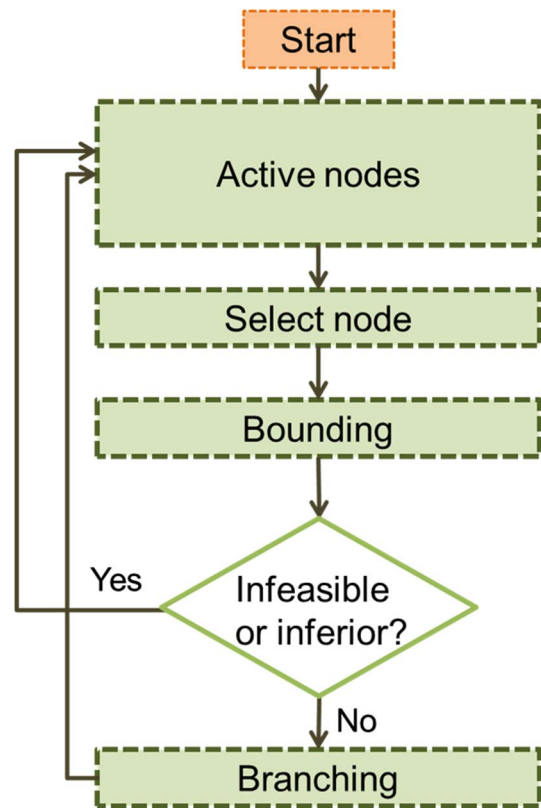 Start
Active nodes
Select node
Bounding
Yes
Infeasible
or inferior?
No
Branching